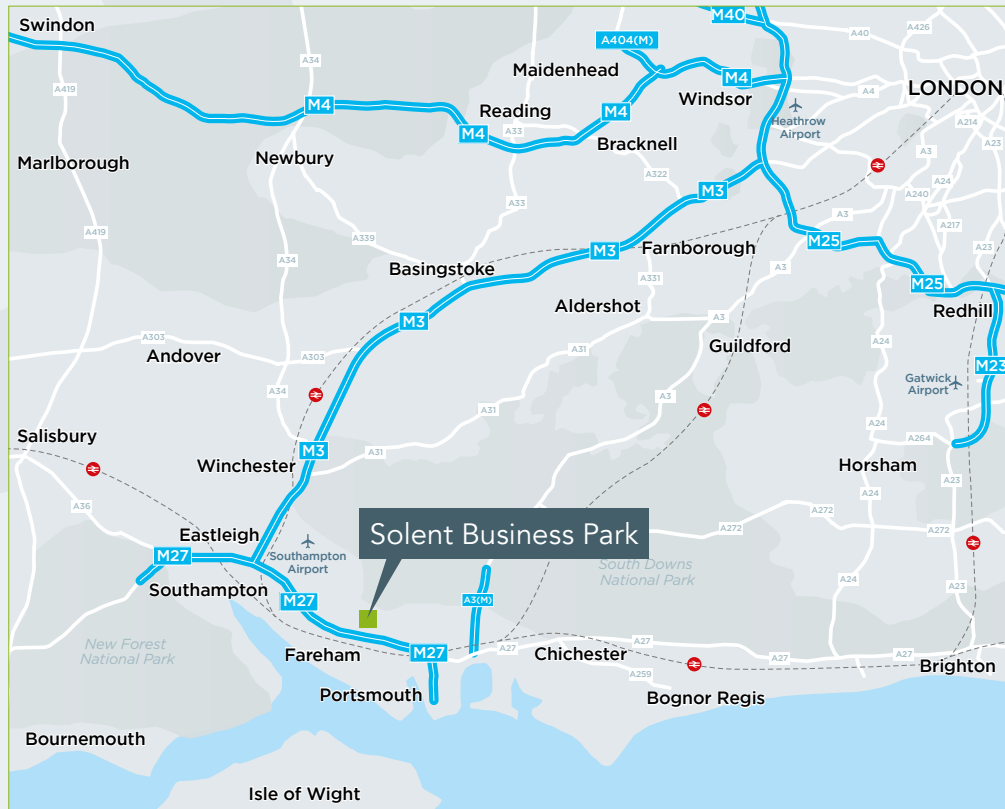 Swindon
M40
A426
A40
A34
A404(M)
Maidenhead
A419
M4
Windsor
A4
LONDON
Reading
M4
M4
Heathrow
Airport
A33
M4
A214
Bracknell
A23
A3
Marlborough
Newbury
A322
A24
A240
M3
A33
A3
A217
A419
A339
M25
A23
M3
Farnborough
A34
Basingstoke
A3
A331
M25
Aldershot
Redhill
M3
A3
A303
A24
Andover
A303
A31
Guildford
M23
Gatwick
Airport
A34
A3
A31
A24
Salisbury
A264
M3
A31
Winchester
Horsham
A23
A24
A36
A272
Solent Business Park
A272
A272
Eastleigh
M27
Southampton
Airport
South Downs
National Park
A24
A23
Southampton
M27
A3(M)
New Forest
National Park
A27
A27
Fareham
M27
A27
Chichester
A27
Brighton
A259
Portsmouth
Bognor Regis
Bournemouth
Isle of Wight